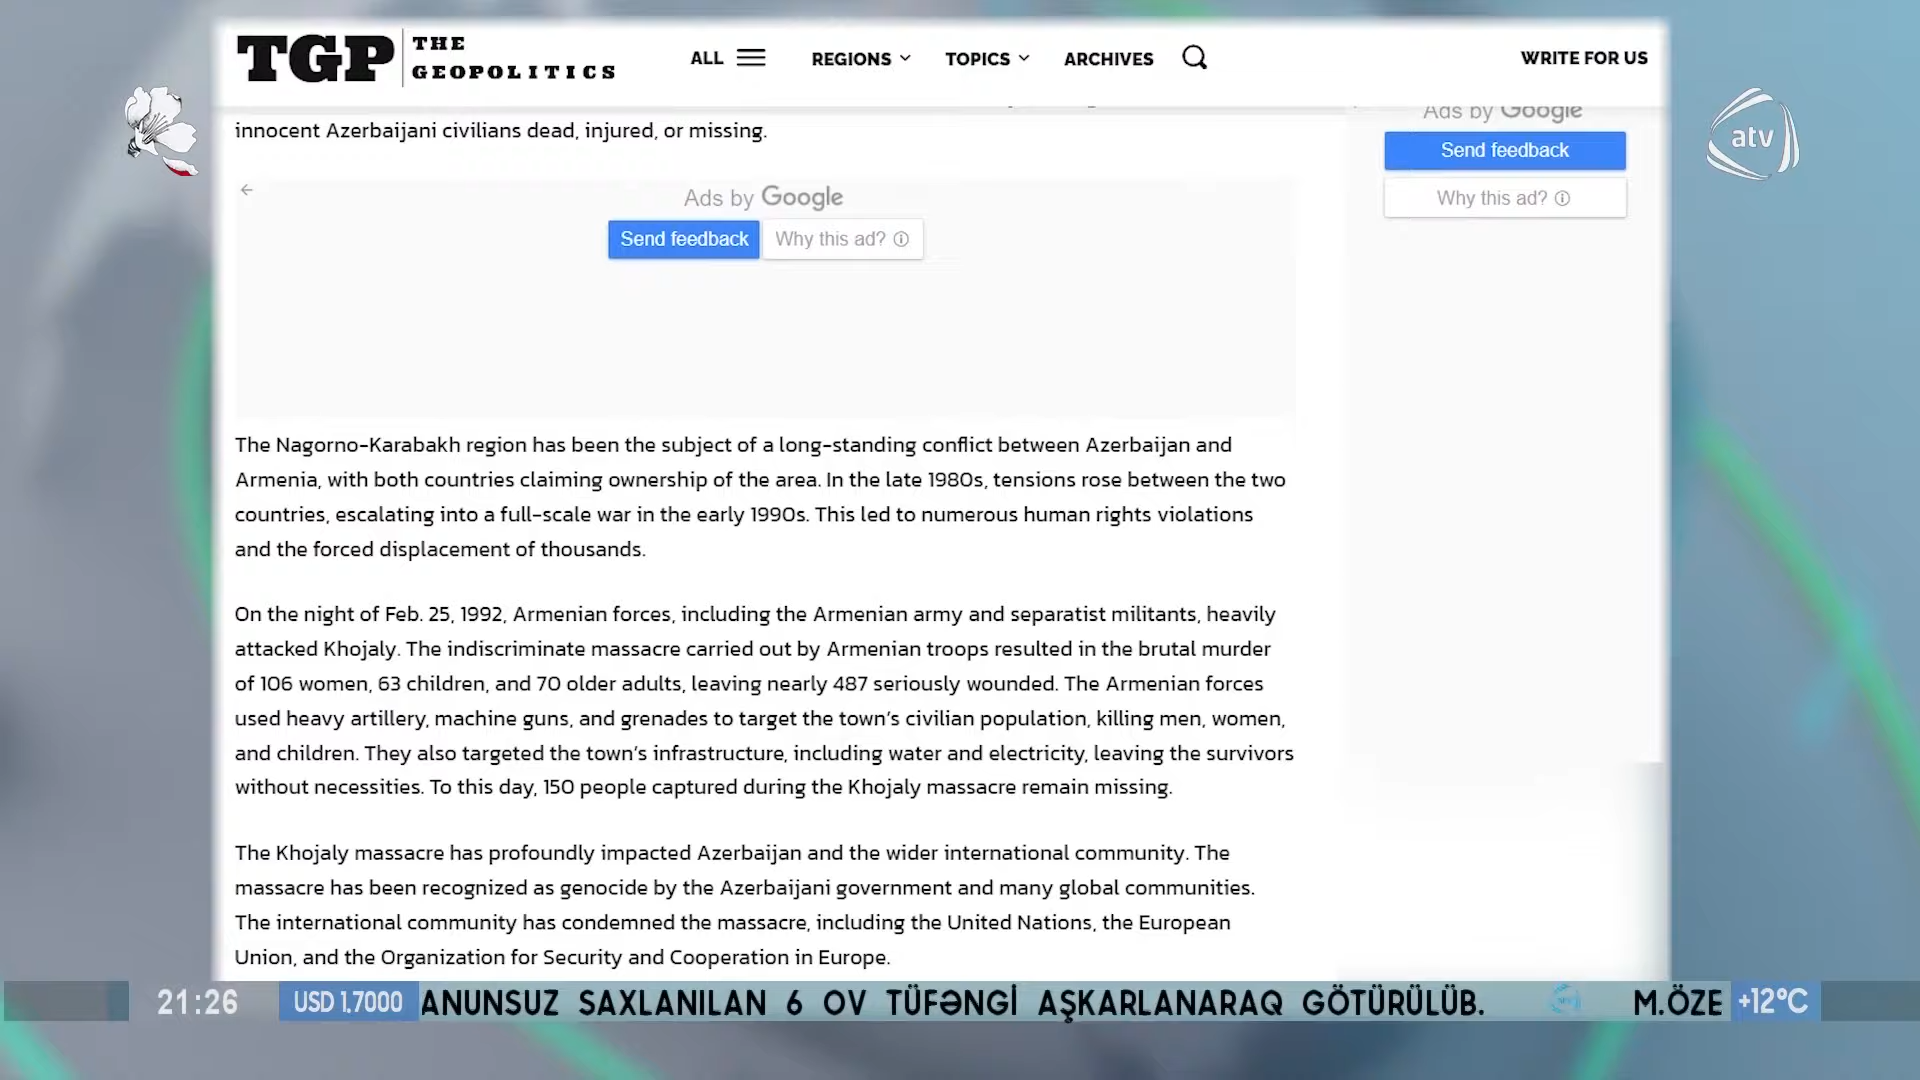 TGP THE GEOPOLITICS
ALL REGIONS TOPICS ARCHIVES WRITE FOR US
innocent Azerbaijani civilians dead, injured, or missing.
Ads by Google
Send feedback
Why this ad?
atv
Ads by Google
Send feedback Why this ad?
The Nagorno-Karabakh region has been the subject of a long-standing conflict between Azerbaijan and
Armenia, with both countries claiming ownership of the area. In the late 1980s, tensions rose between the two
countries, escalating into a full-scale war in the early 1990s. This led to numerous human rights violations
and the forced displacement of thousands.
On the night of Feb. 25, 1992, Armenian forces, including the Armenian army and separatist militants, heavily
attacked Khojaly. The indiscriminate massacre carried out by Armenian troops resulted in the brutal murder
of 106 women, 63 children, and 70 older adults, leaving nearly 487 seriously wounded. The Armenian forces
used heavy artillery, machine guns, and grenades to target the town’s civilian population, killing men, women,
and children. They also targeted the town’s infrastructure, including water and electricity, leaving the survivors
without necessities. To this day, 150 people captured during the Khojaly massacre remain missing.
The Khojaly massacre has profoundly impacted Azerbaijan and the wider international community. The
massacre has been recognized as genocide by the Azerbaijani government and many global communities.
The international community has condemned the massacre, including the United Nations, the European
Union, and the Organization for Security and Cooperation in Europe.
21:26 USD 1,7000 ANUNSUZ SAXLANILAN 6 OV TÜFƏNGİ AŞKARLANARAQ GÖTÜRÜLÜB. M.ÖZE +12°C